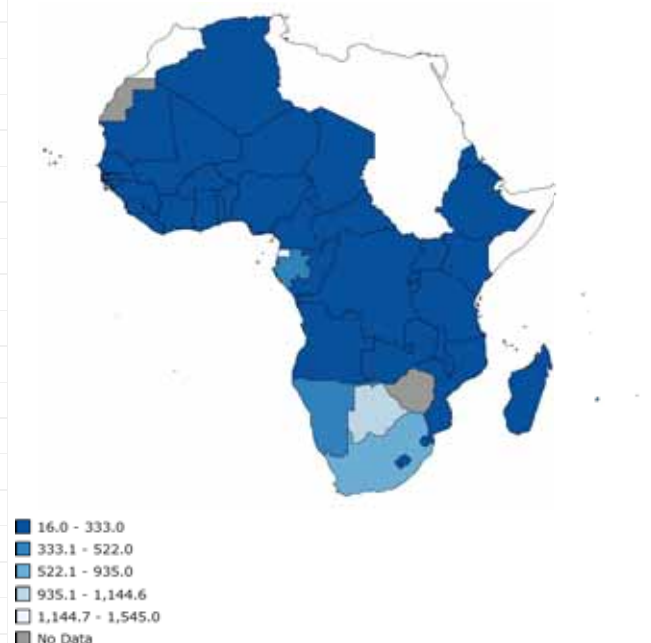 16.0 - 333.0
333.1 - 522.0
522.1 - 935.0
935.1 - 1,144.6
1,144.7 - 1,545.0
No Data